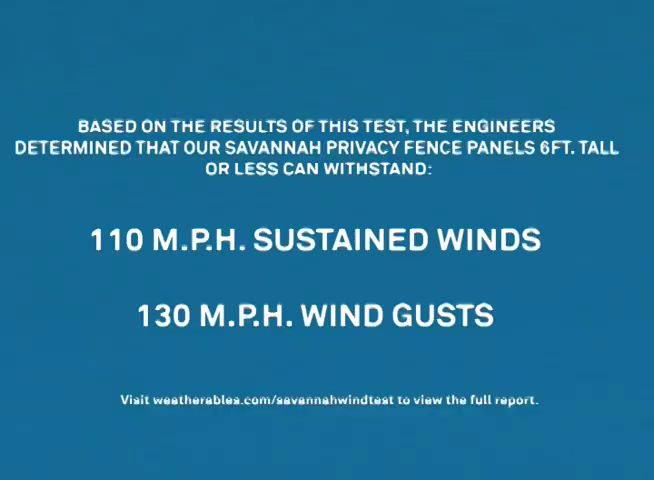 BASED ON THE RESULTS OF THIS TEST, THE ENGINEERS
DETERMINED THAT OUR SAVANNAH PRIVACY FENCE PANELS 6FT. TALL
OR LESS CAN WITHSTAND:
110 M.P.H. SUSTAINED WINDS
130 M.P.H. WIND GUSTS
Visit weatherables.com/savannahwindtest to view the full report.